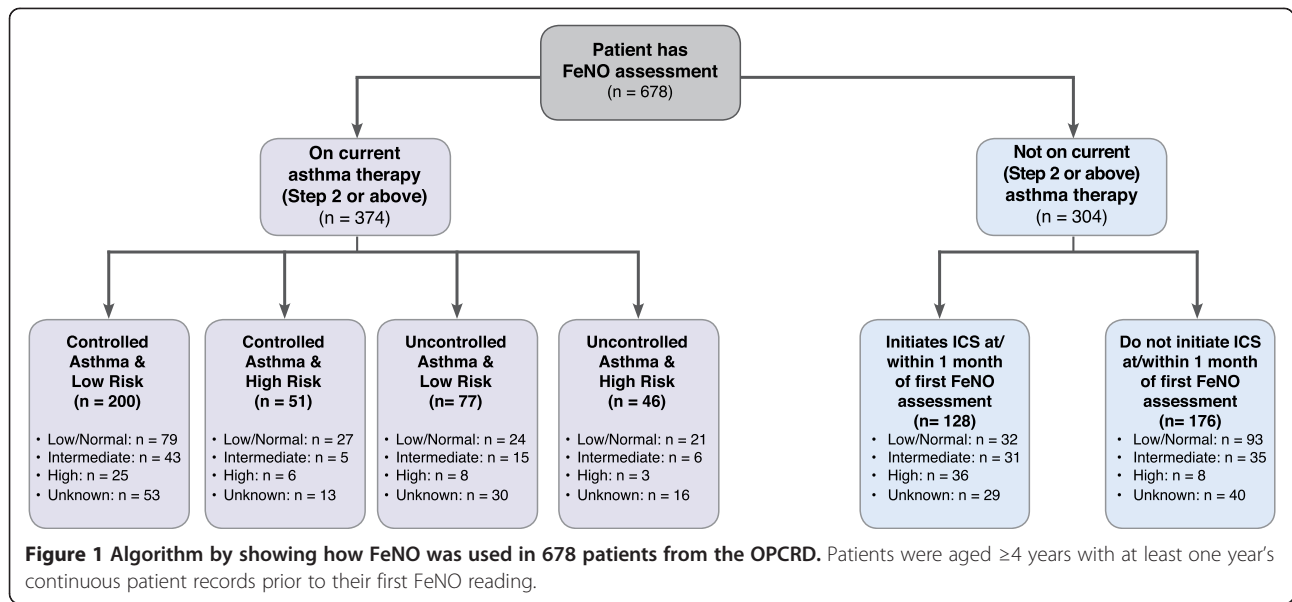 Patient has
FeNO assessment
(n = 678)
On current
asthma therapy
(Step 2 or above)
(n = 374)
Not on current
(Step 2 or above)
asthma therapy
(n = 304)
Controlled
Asthma &
Low Risk
(n = 200)
• Low/Normal: n = 79
• Intermediate: n = 43
• High: n = 25
• Unknown: n = 53
Controlled
Asthma &
High Risk
(n = 51)
• Low/Normal: n = 27
• Intermediate: n = 5
• High: n = 6
• Unknown: n = 13
Uncontrolled
Asthma &
Low Risk
(n= 77)
• Low/Normal: n = 24
• Intermediate: n = 15
• High: n = 8
• Unknown: n = 30
Uncontrolled
Asthma &
High Risk
(n = 46)
• Low/Normal: n = 21
• Intermediate: n = 6
• High: n = 3
• Unknown: n = 16
Initiates ICS at/
within 1 month
of first FeNO
assessment
(n= 128)
• Low/Normal: n = 32
• Intermediate: n = 31
• High: n = 36
• Unknown: n = 29
Do not initiate ICS
at/within 1 month
of first FeNO
assessment
(n= 176)
• Low/Normal: n = 93
• Intermediate: n = 35
• High: n = 8
• Unknown: n = 40
Figure 1 Algorithm by showing how FeNO was used in 678 patients from the OPCRD. Patients were aged ≥4 years with at least one year's
continuous patient records prior to their first FeNO reading.